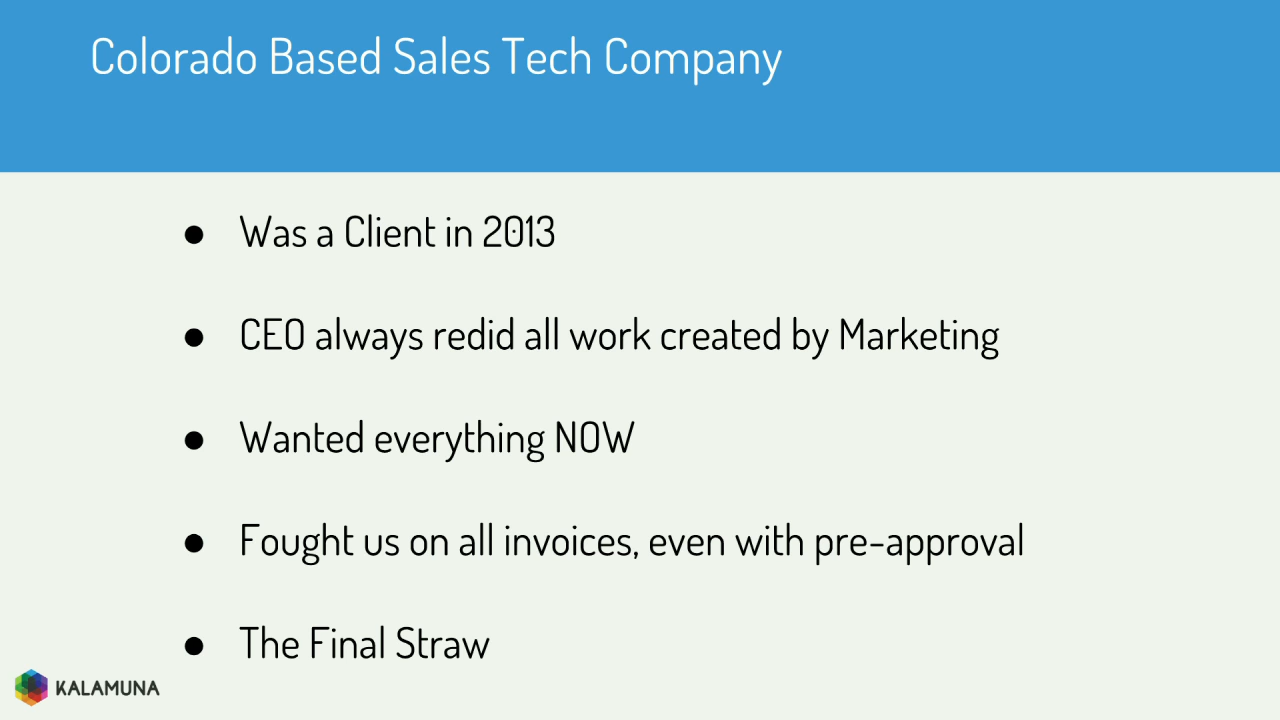 Colorado Based Sales Tech Company
● Was a Client in 2013
● CEO always redid all work created by Marketing
● Wanted everything NOW
● Fought us on all invoices, even with pre-approval
● The Final Straw
KALAMUNA